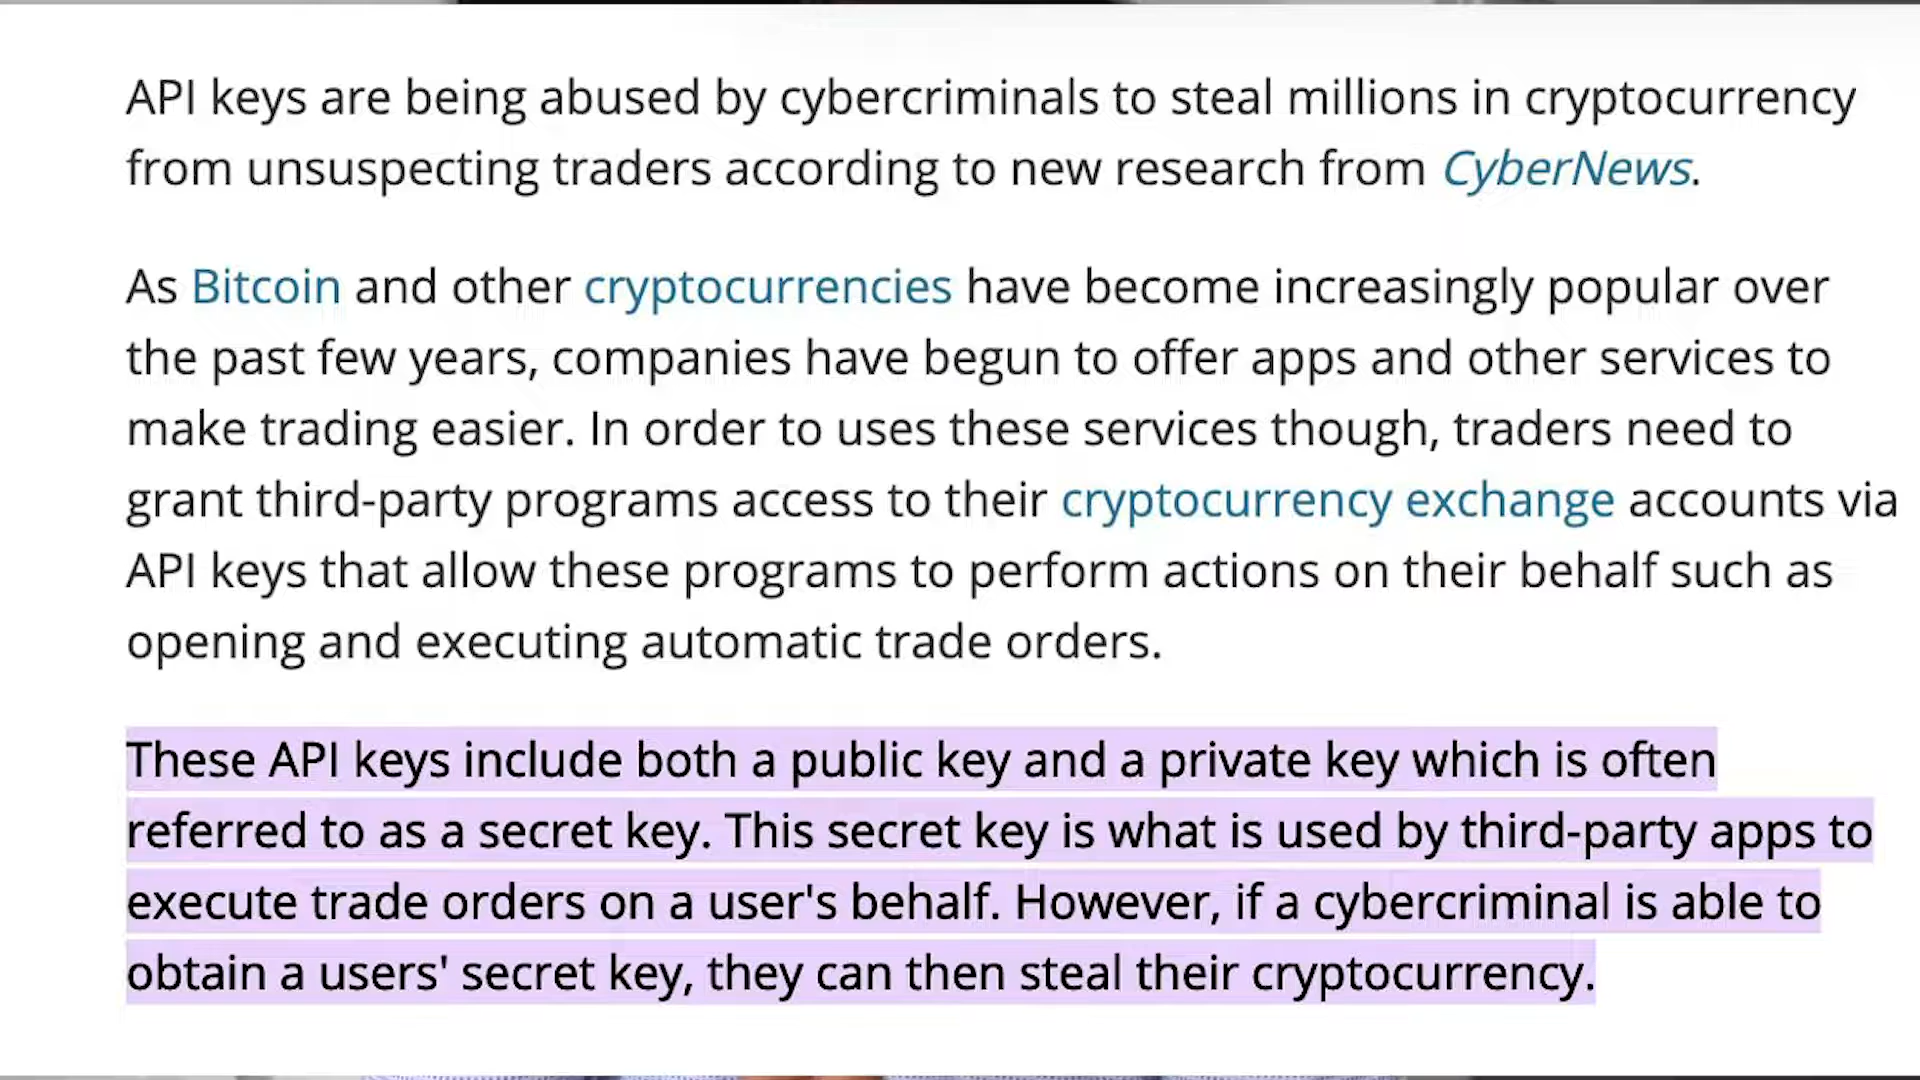 API keys are being abused by cybercriminals to steal millions in cryptocurrency
from unsuspecting traders according to new research from CyberNews.
As Bitcoin and other cryptocurrencies have become increasingly popular over
the past few years, companies have begun to offer apps and other services to
make trading easier. In order to uses these services though, traders need to
grant third-party programs access to their cryptocurrency exchange accounts via
API keys that allow these programs to perform actions on their behalf such as
opening and executing automatic trade orders.
These API keys include both a public key and a private key which is often
referred to as a secret key. This secret key is what is used by third-party apps to
execute trade orders on a user's behalf. However, if a cybercriminal is able to
obtain a users' secret key, they can then steal their cryptocurrency.